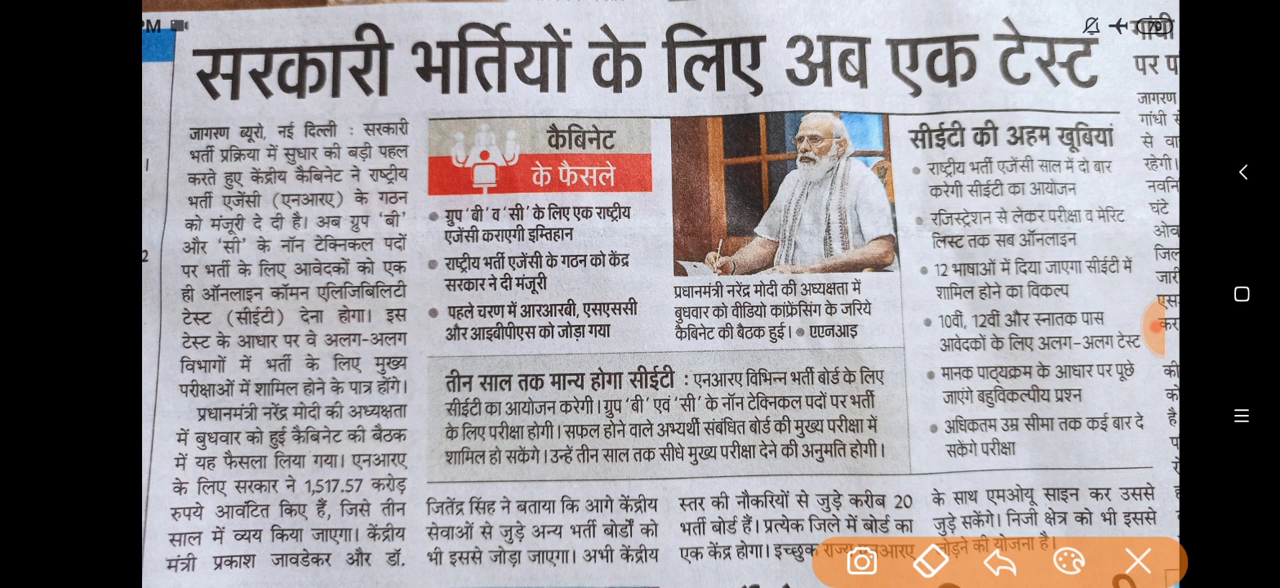 PM
सरकारी भर्तियों के लिए अब एक टेस्ट
जागरण ब्यूरो, नई दिल्ली : सरकारी
भर्ती प्रक्रिया में सुधार की बड़ी पहल
करते हुए केंद्रीय कैबिनेट ने राष्ट्रीय
भर्ती एजेंसी (एनआरए) के गठन
को मंजूरी दे दी है। अब ग्रुप 'बी'
और 'सी' के नॉन टेक्निकल पदों
पर भर्ती के लिए आवेदकों को एक
ही ऑनलाइन कॉमन एलिजिबिलिटी
टेस्ट (सीईटी) देना होगा। इस
टेस्ट के आधार पर वे अलग-अलग
विभागों में भर्ती के लिए मुख्य
परीक्षाओं में शामिल होने के पात्र होंगे।
प्रधानमंत्री नरेंद्र मोदी की अध्यक्षता
में बुधवार को हुई कैबिनेट की बैठक
में यह फैसला लिया गया। एनआरए
के लिए सरकार ने 1,517.57 करोड़
रुपये आवंटित किए हैं, जिसे तीन
साल में व्यय किया जाएगा। केंद्रीय
मंत्री प्रकाश जावडेकर और डॉ.
कैबिनेट
के फैसले
ग्रुप 'बी' व 'सी' के लिए एक राष्ट्रीय
एजेंसी कराएगी इम्तिहान
राष्ट्रीय भर्ती एजेंसी के गठन को केंद्र
सरकार ने दी मंजूरी
पहले चरण में आरआरबी, एसएससी
और आइबीपीएस को जोड़ा गया
प्रधानमंत्री नरेंद्र मोदी की अध्यक्षता में
बुधवार को वीडियो कांफ्रेंसिंग के जरिये
कैबिनेट की बैठक हुई। ● एएनआइ
सीईटी की अहम खूबियां
राष्ट्रीय भर्ती एजेंसी साल में दो बार
करेगी सीईटी का आयोजन
रजिस्ट्रेशन से लेकर परीक्षा व मेरिट
लिस्ट तक सब ऑनलाइन
12 भाषाओं में दिया जाएगा सीईटी में
शामिल होने का विकल्प
10वीं, 12वीं और स्नातक पास
आवेदकों के लिए अलग-अलग टेस्ट
मानक पाठ्यक्रम के आधार पर पूछे
जाएंगे बहुविकल्पीय प्रश्न
अधिकतम उम्र सीमा तक कई बार दे
सकेंगे परीक्षा
तीन साल तक मान्य होगा सीईटी : एनआरए विभिन्न भर्ती बोर्ड के लिए
सीईटी का आयोजन करेगी। ग्रुप 'बी' एवं 'सी' के नॉन टेक्निकल पदों पर भर्ती
के लिए परीक्षा होगी। सफल होने वाले अभ्यर्थी संबंधित बोर्ड की मुख्य परीक्षा में
शामिल हो सकेंगे। उन्हें तीन साल तक सीधे मुख्य परीक्षा देने की अनुमति होगी।
जितेंद्र सिंह ने बताया कि आगे केंद्रीय
सेवाओं से जुड़े अन्य भर्ती बोर्डों को
भी इससे जोड़ा जाएगा। अभी केंद्रीय
स्तर की नौकरियों से जुड़े करीब 20
भर्ती बोर्ड हैं। प्रत्येक जिले में बोर्ड का
एक केंद्र होगा। इच्छुक राज्य एनआरए
के साथ एमओयू साइन कर उससे
जुड़े सकेंगे। निजी क्षेत्र को भी इससे
जोड़ने की योजना है।
गांधी
पर
जागरण
गांधी
से
रहेगी।
घंटे